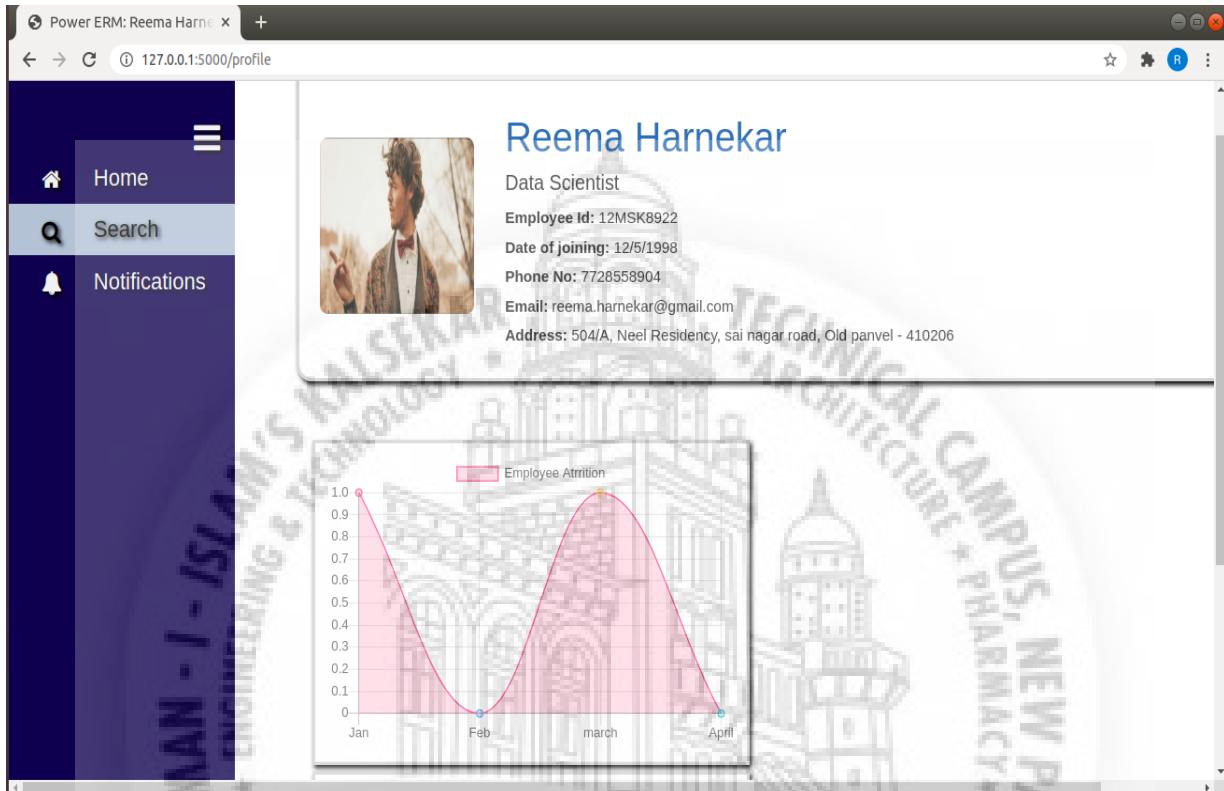 Power ERM: Reema Harne
127.0.0.1:5000/profile
R
Home
Search
Notifications
Reema Harnekar
Data Scientist
Employee Id: 12MSK8922
Date of joining: 12/5/1998
Phone No: 7728558904
Email: reema.harnekar@gmail.com
Address: 504/A, Neel Residency, sai nagar road, Old panvel - 410206
Employee Atrrition
1.0
0.9
0.8
0.7
0.6
0.5
0.4
0.3
0.2
0.1
0
Jan Feb march April
MAN - I - ISLAM'S KALSEKAR TECHNICAL CAMPUS, NEW P
ENGINEERING & TECHNOLOGY * *ARCHITECTURE * PHARMACY